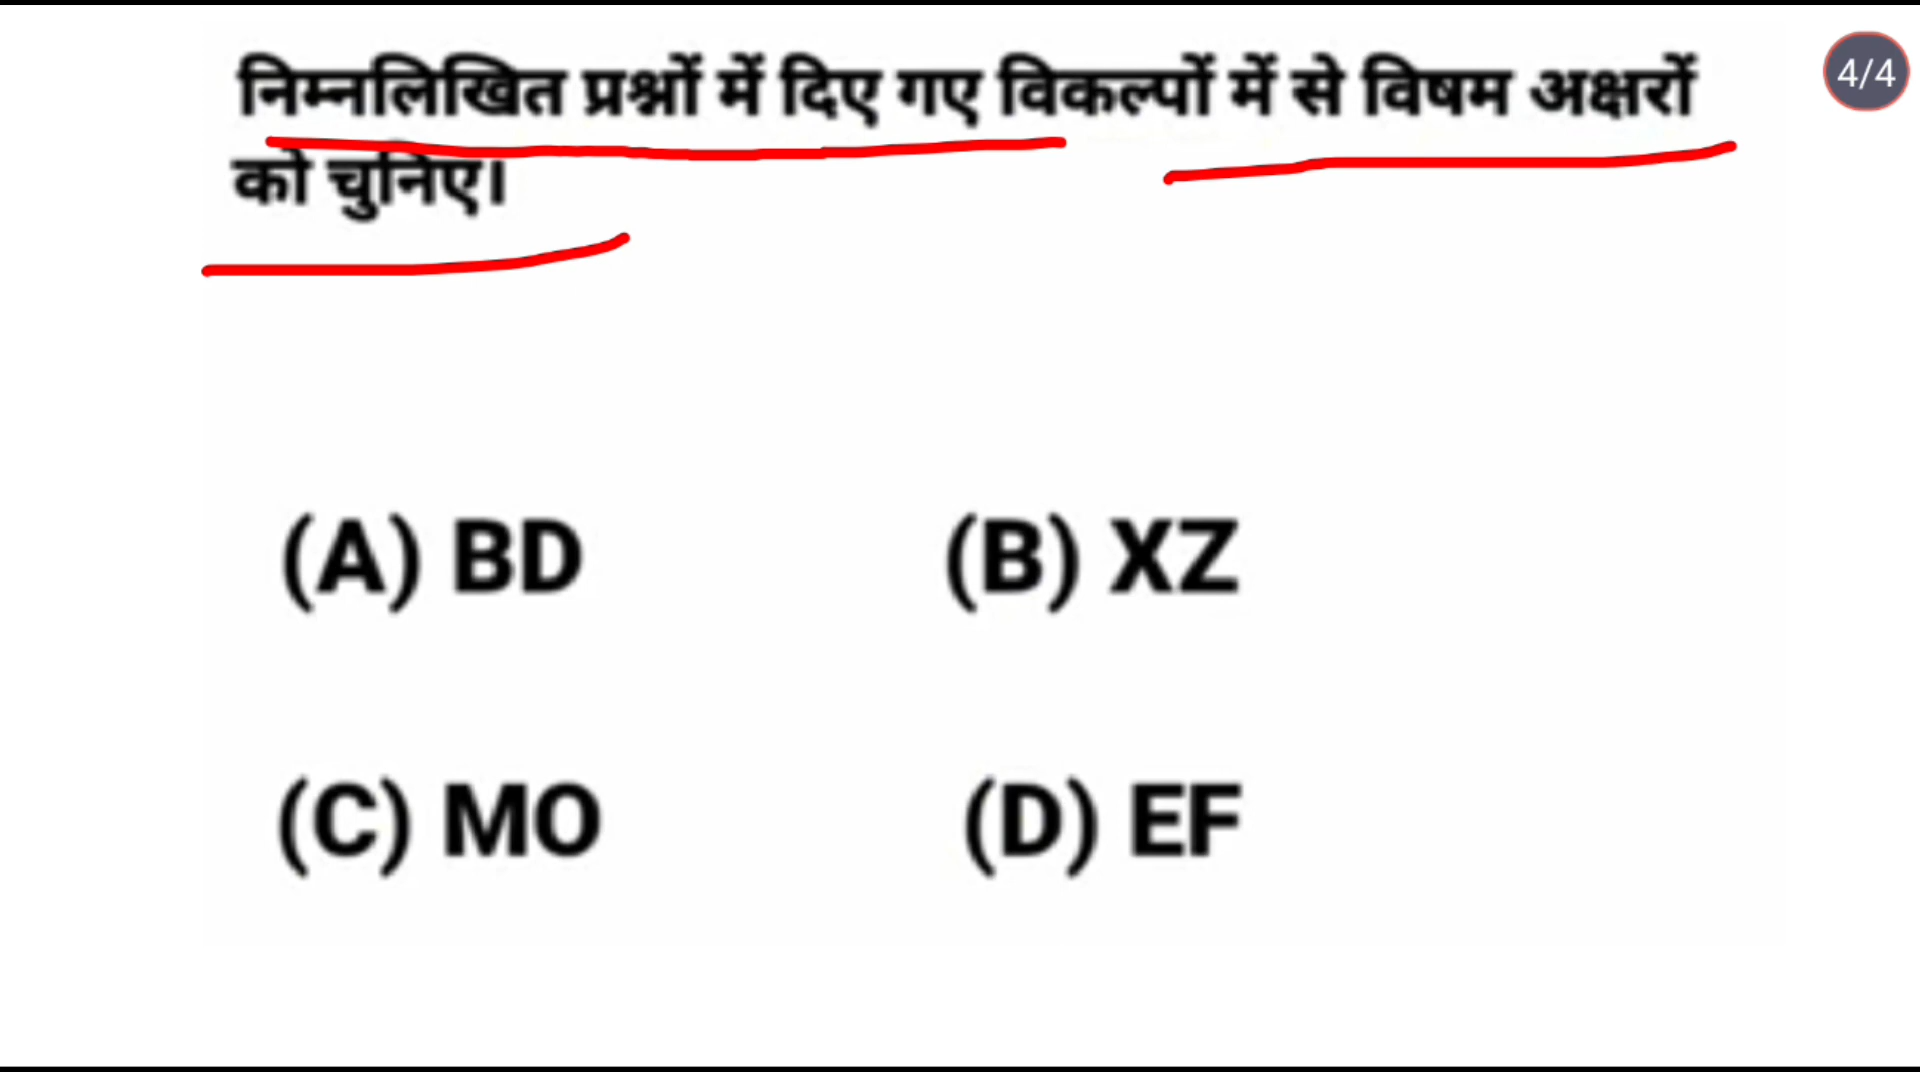 निम्नलिखित प्रश्नों में दिए गए विकल्पों में से विषम अक्षरों
को चुनिए।
4/4
(A) BD (B) XZ
(C) MO (D) EF